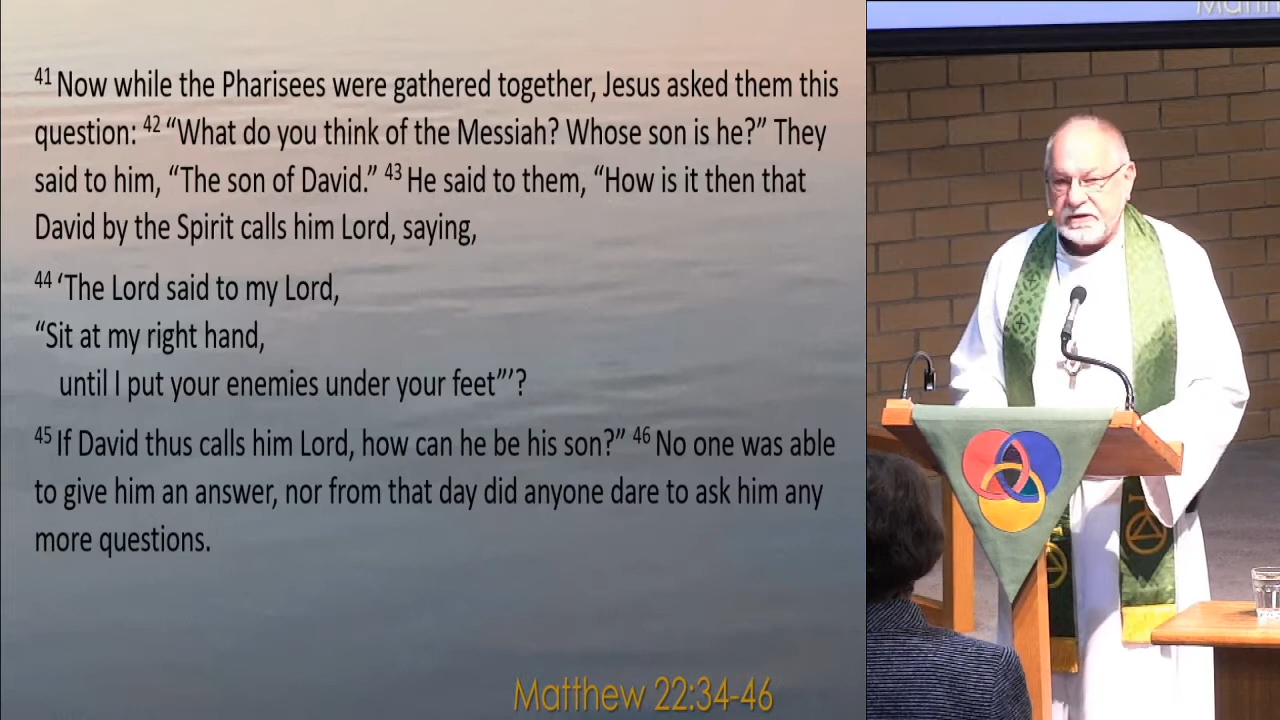 41 Now while the Pharisees were gathered together, Jesus asked them this
question: 42 “What do you think of the Messiah? Whose son is he?” They
said to him, “The son of David.” 43 He said to them, “How is it then that
David by the Spirit calls him Lord, saying,
44 ‘The Lord said to my Lord,
“Sit at my right hand,
until I put your enemies under your feet”’?
45 If David thus calls him Lord, how can he be his son?” 46 No one was able
to give him an answer, nor from that day did anyone dare to ask him any
more questions.
Matthew 22:34-46